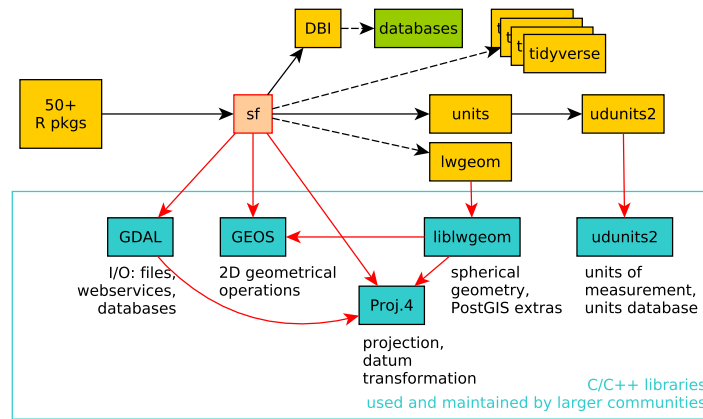 DBI
databases
t
t
t
tidyverse
50+
R pkgs
sf
units
udunits2
lwgeom
GDAL
GEOS
liblwgeom
udunits2
I/O: files,
webservices,
databases
2D geometrical
operations
spherical
geometry,
PostGIS extras
units of
measurement,
units database
Proj.4
projection,
datum
transformation
C/C++ libraries
used and maintained by larger communities